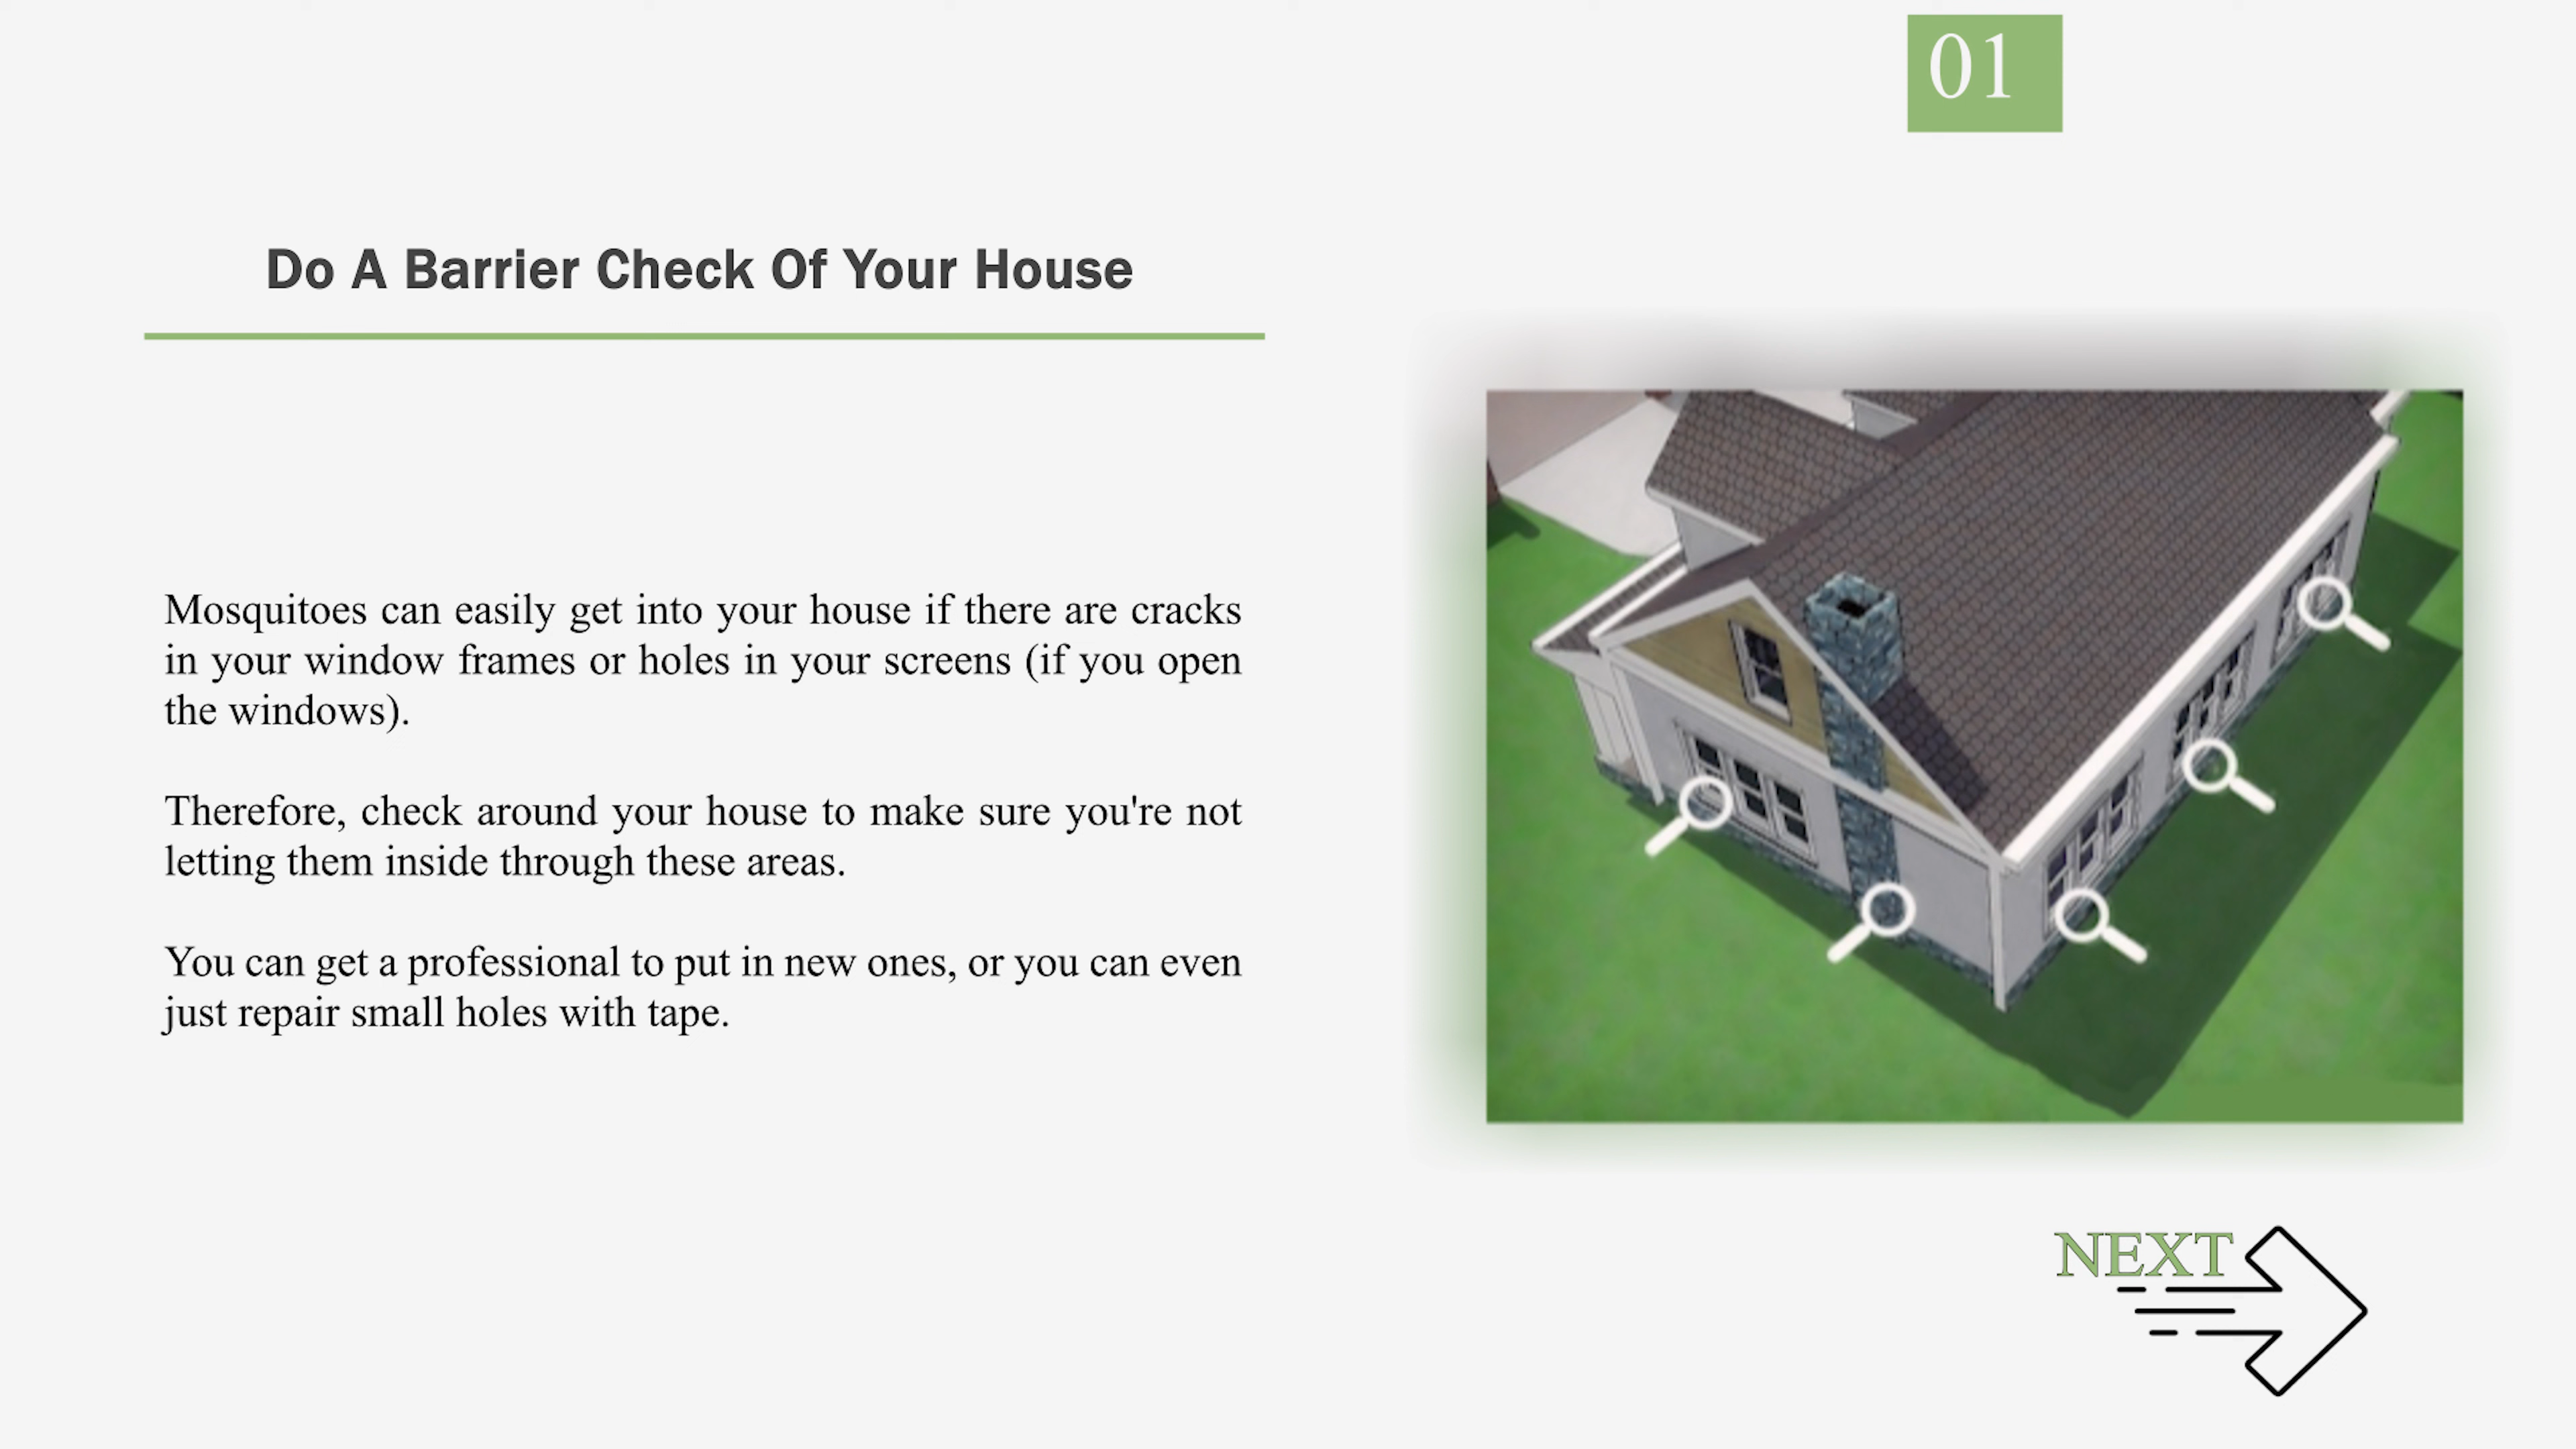 01
Do A Barrier Check Of Your House
Mosquitoes can easily get into your house if there are cracks
in your window frames or holes in your screens (if you open
the windows).
Therefore, check around your house to make sure you're not
letting them inside through these areas.
You can get a professional to put in new ones, or you can even
just repair small holes with tape.
NEXT